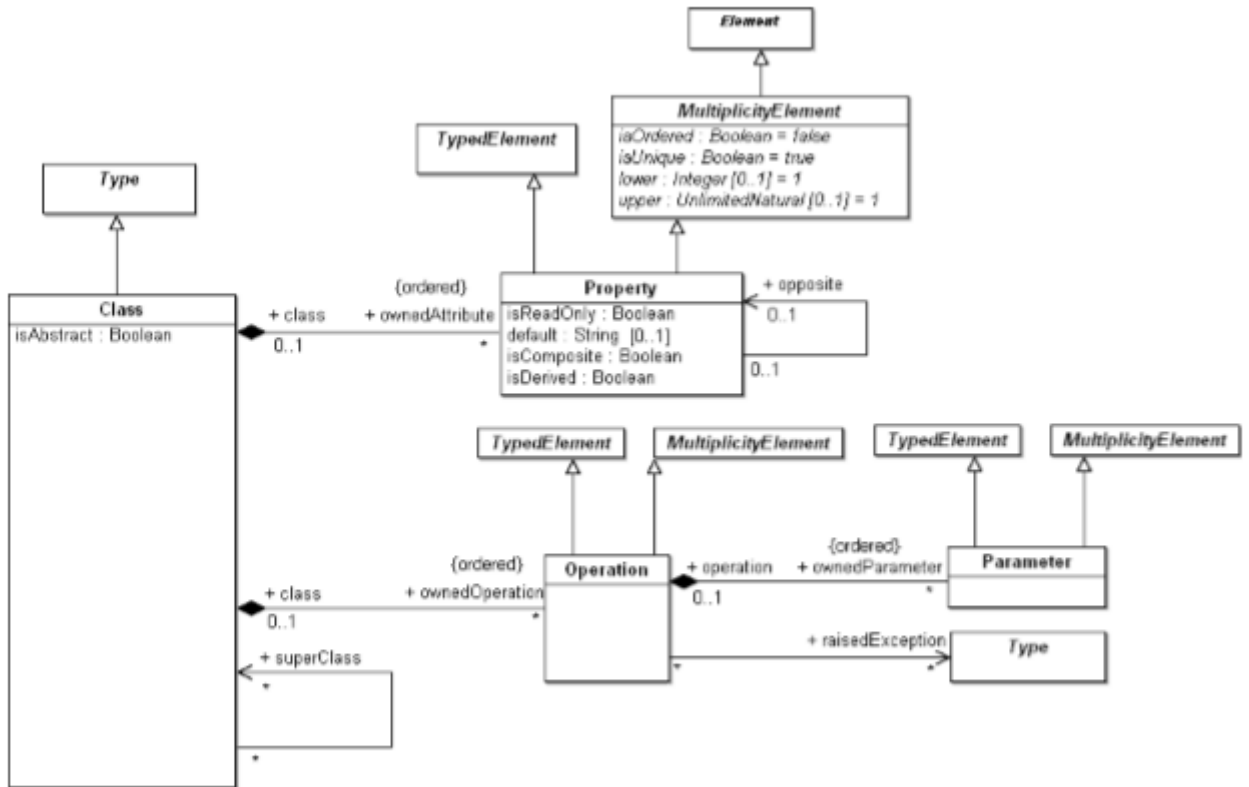 Element
MultiplicityElement
isOrdered : Boolean = false
isUnique : Boolean = true
lower : Integer [0..1] = 1
upper : UnlimitedNatural [0..1] = 1
TypedElement
Type
Class
isAbstract : Boolean
+ class
0..1
{ordered}
+ ownedAttribute
*
Property
isReadOnly : Boolean
default : String [0..1]
isComposite : Boolean
isDerived : Boolean
+ opposite
0..1
0..1
TypedElement
MultiplicityElement
TypedElement
MultiplicityElement
+ class
0..1
{ordered}
+ ownedOperation
*
Operation
+ operation
0..1
{ordered}
+ ownedParameter
*
Parameter
+ raisedException
*
*
Type
+ superClass
*
*